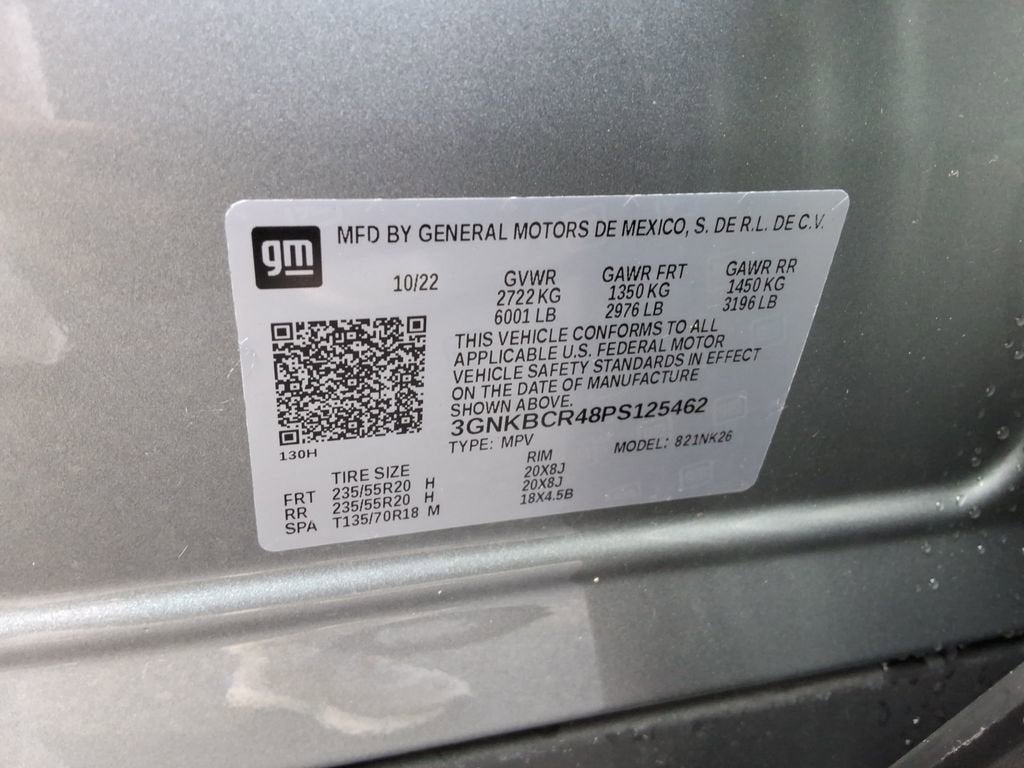 gm
MFD BY GENERAL MOTORS DE MEXICO, S. DE R.L. DE C.V.
10/22 GVWR GAWR FRT GAWR RR
2722 KG 1350 KG 1450 KG
6001 LB 2976 LB 3196 LB
THIS VEHICLE CONFORMS TO ALL
APPLICABLE U.S. FEDERAL MOTOR
VEHICLE SAFETY STANDARDS IN EFFECT
ON THE DATE OF MANUFACTURE
SHOWN ABOVE.
3GNKBCR48PS125462
TYPE: MPV MODEL: 821NK26
130H
TIRE SIZE RIM
FRT 235/55R20 H 20X8J
RR 235/55R20 H 20X8J
SPA T135/70R18 M 18X4.5B